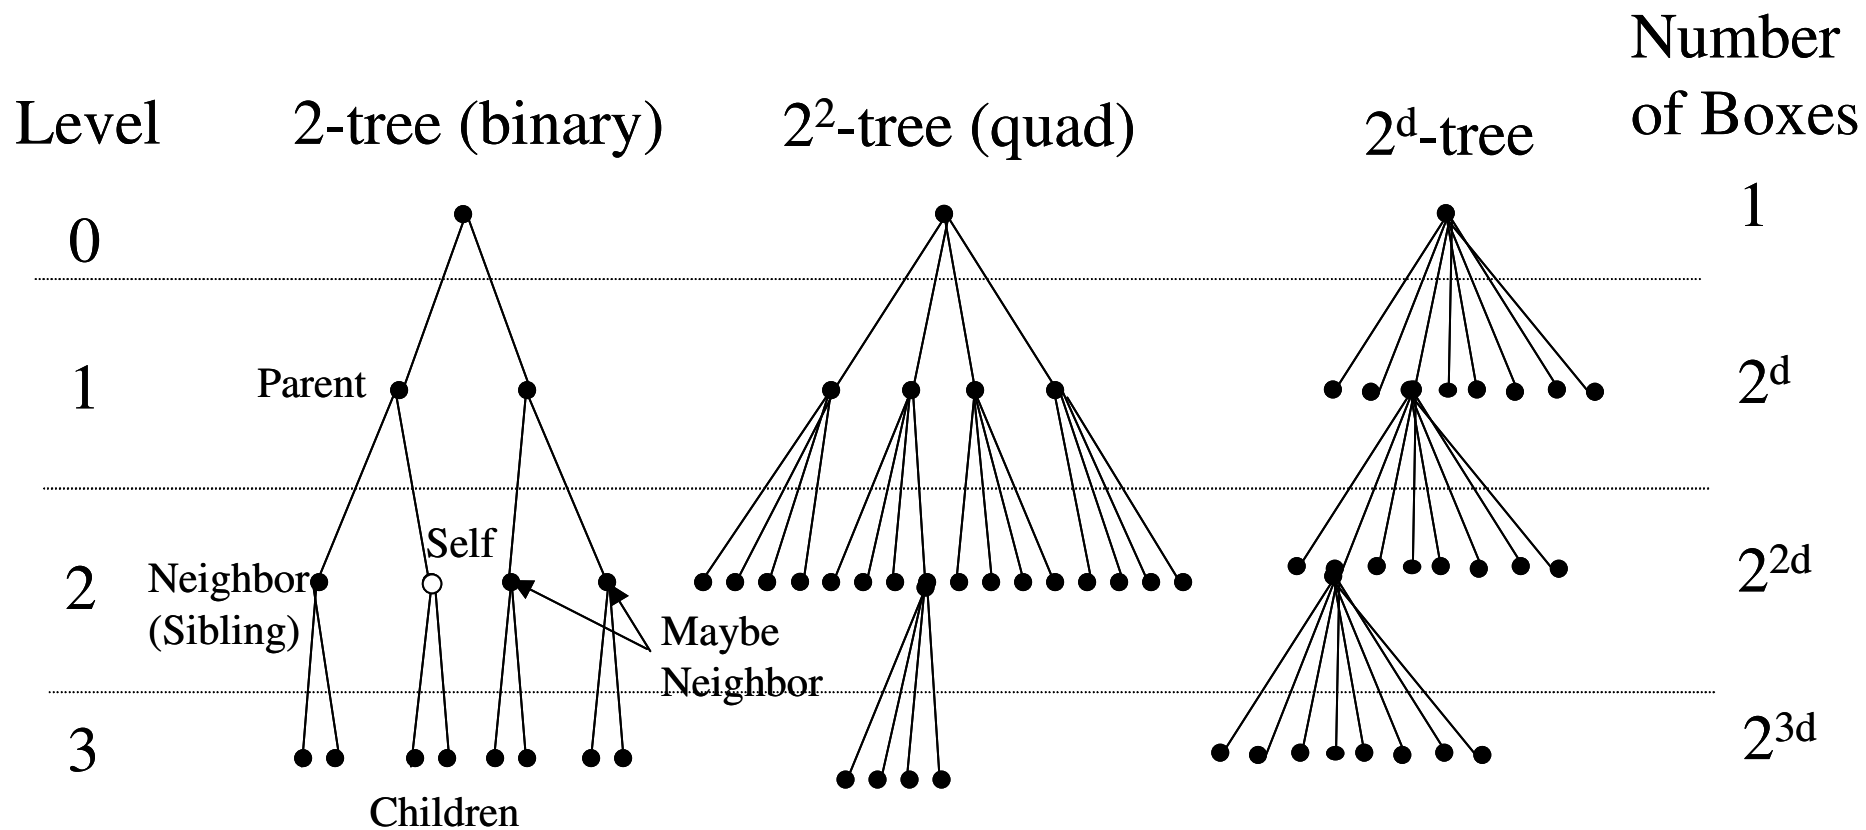 Number
of Boxes
Level
2-tree (binary)
2²-tree (quad)
2ᵈ-tree
0
1
1
Parent
2ᵈ
Self
2
Neighbor
(Sibling)
Maybe
Neighbor
2²ᵈ
3
2³ᵈ
Children